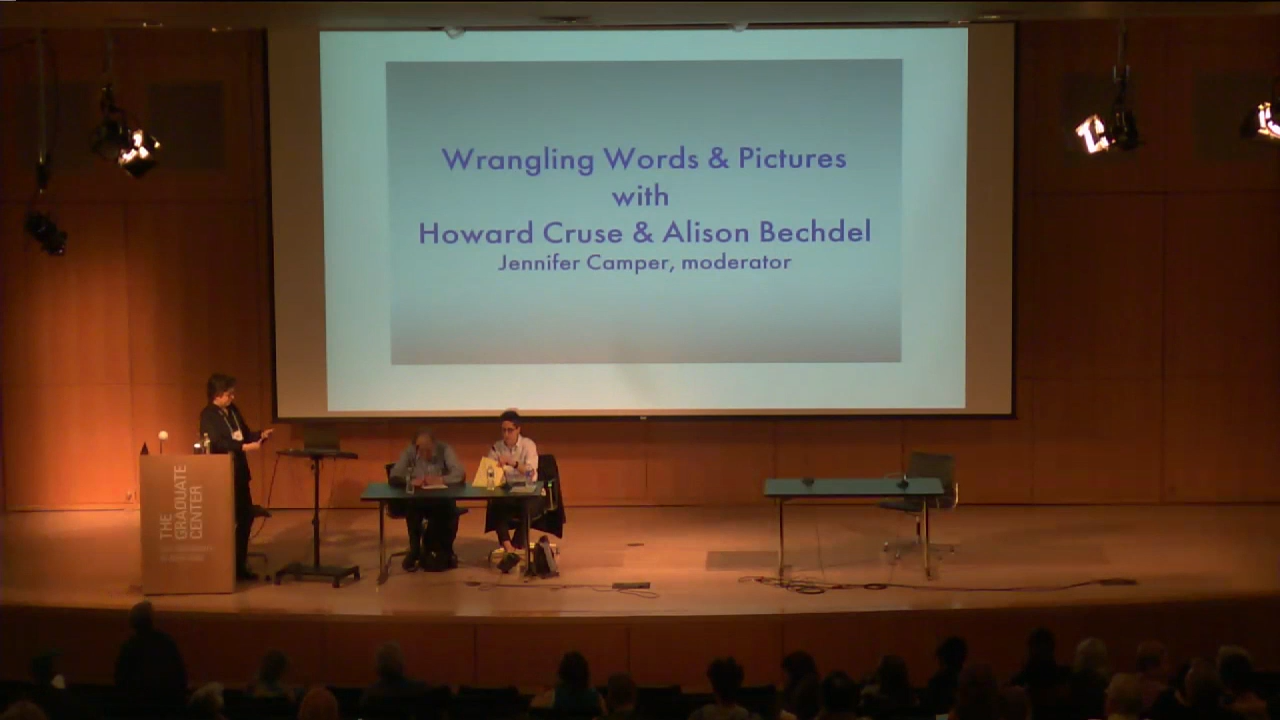 Wrangling Words & Pictures
with
Howard Cruse & Alison Bechdel
Jennifer Camper, moderator
THE
GRADUATE
CENTER